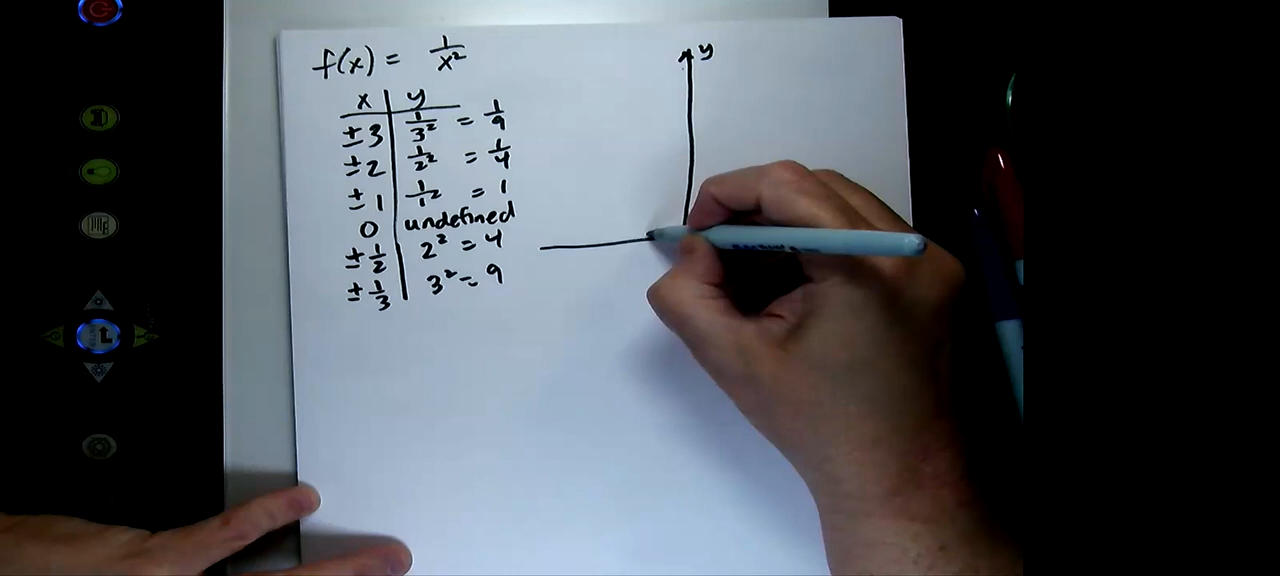 f(x) = 1/x²
x | y
±3 | 1/3² = 1/9
±2 | 1/2² = 1/4
±1 | 1/1² = 1
0 | undefined
±1/2 | 2² = 4
±1/3 | 3² = 9
y